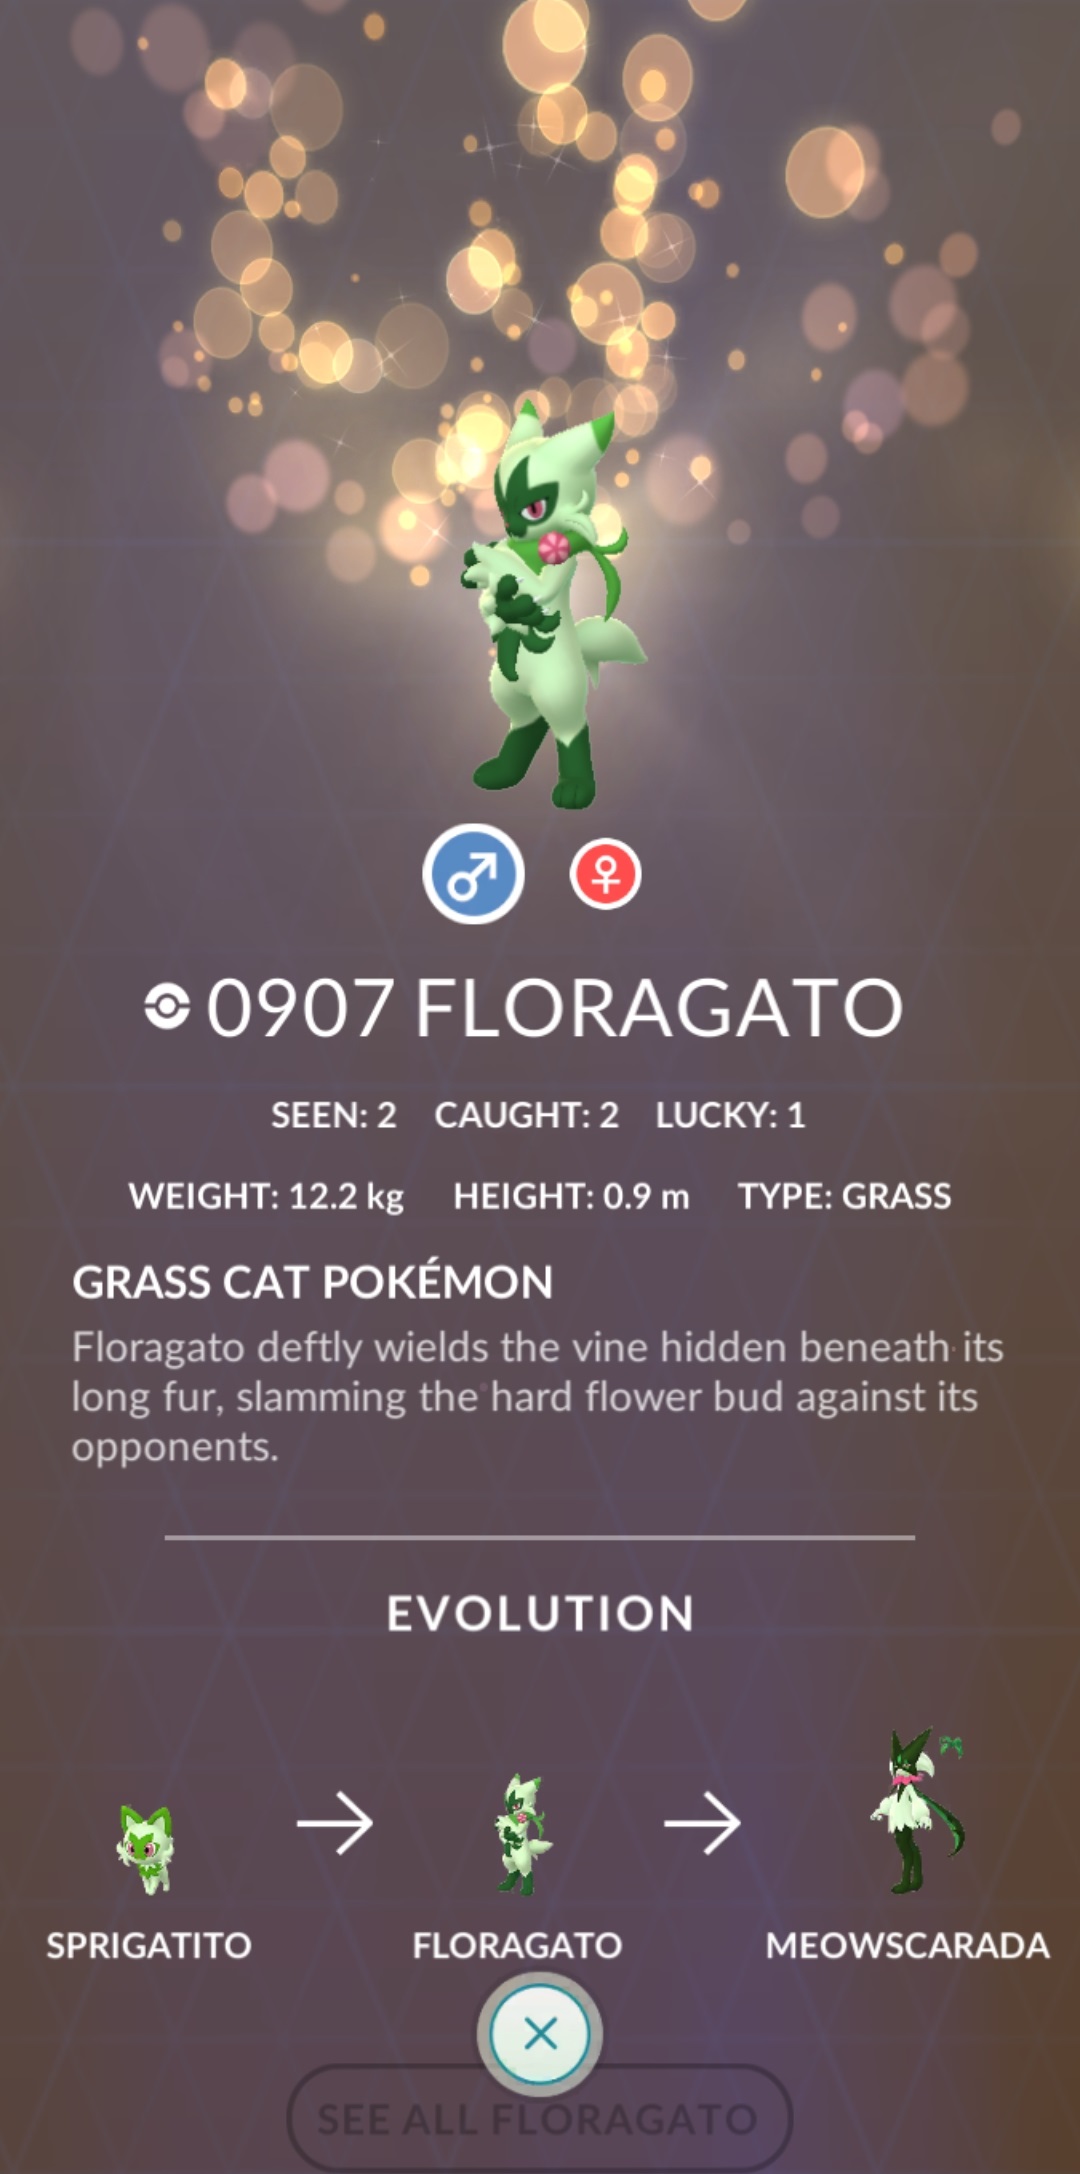 0907 FLORAGATO
SEEN: 2 CAUGHT: 2 LUCKY: 1
WEIGHT: 12.2 kg HEIGHT: 0.9 m TYPE: GRASS
GRASS CAT POKÉMON
Floragato deftly wields the vine hidden beneath its
long fur, slamming the hard flower bud against its
opponents.
EVOLUTION
SPRIGATITO FLORAGATO MEOWSCARADA
SEE ALL FLORAGATO